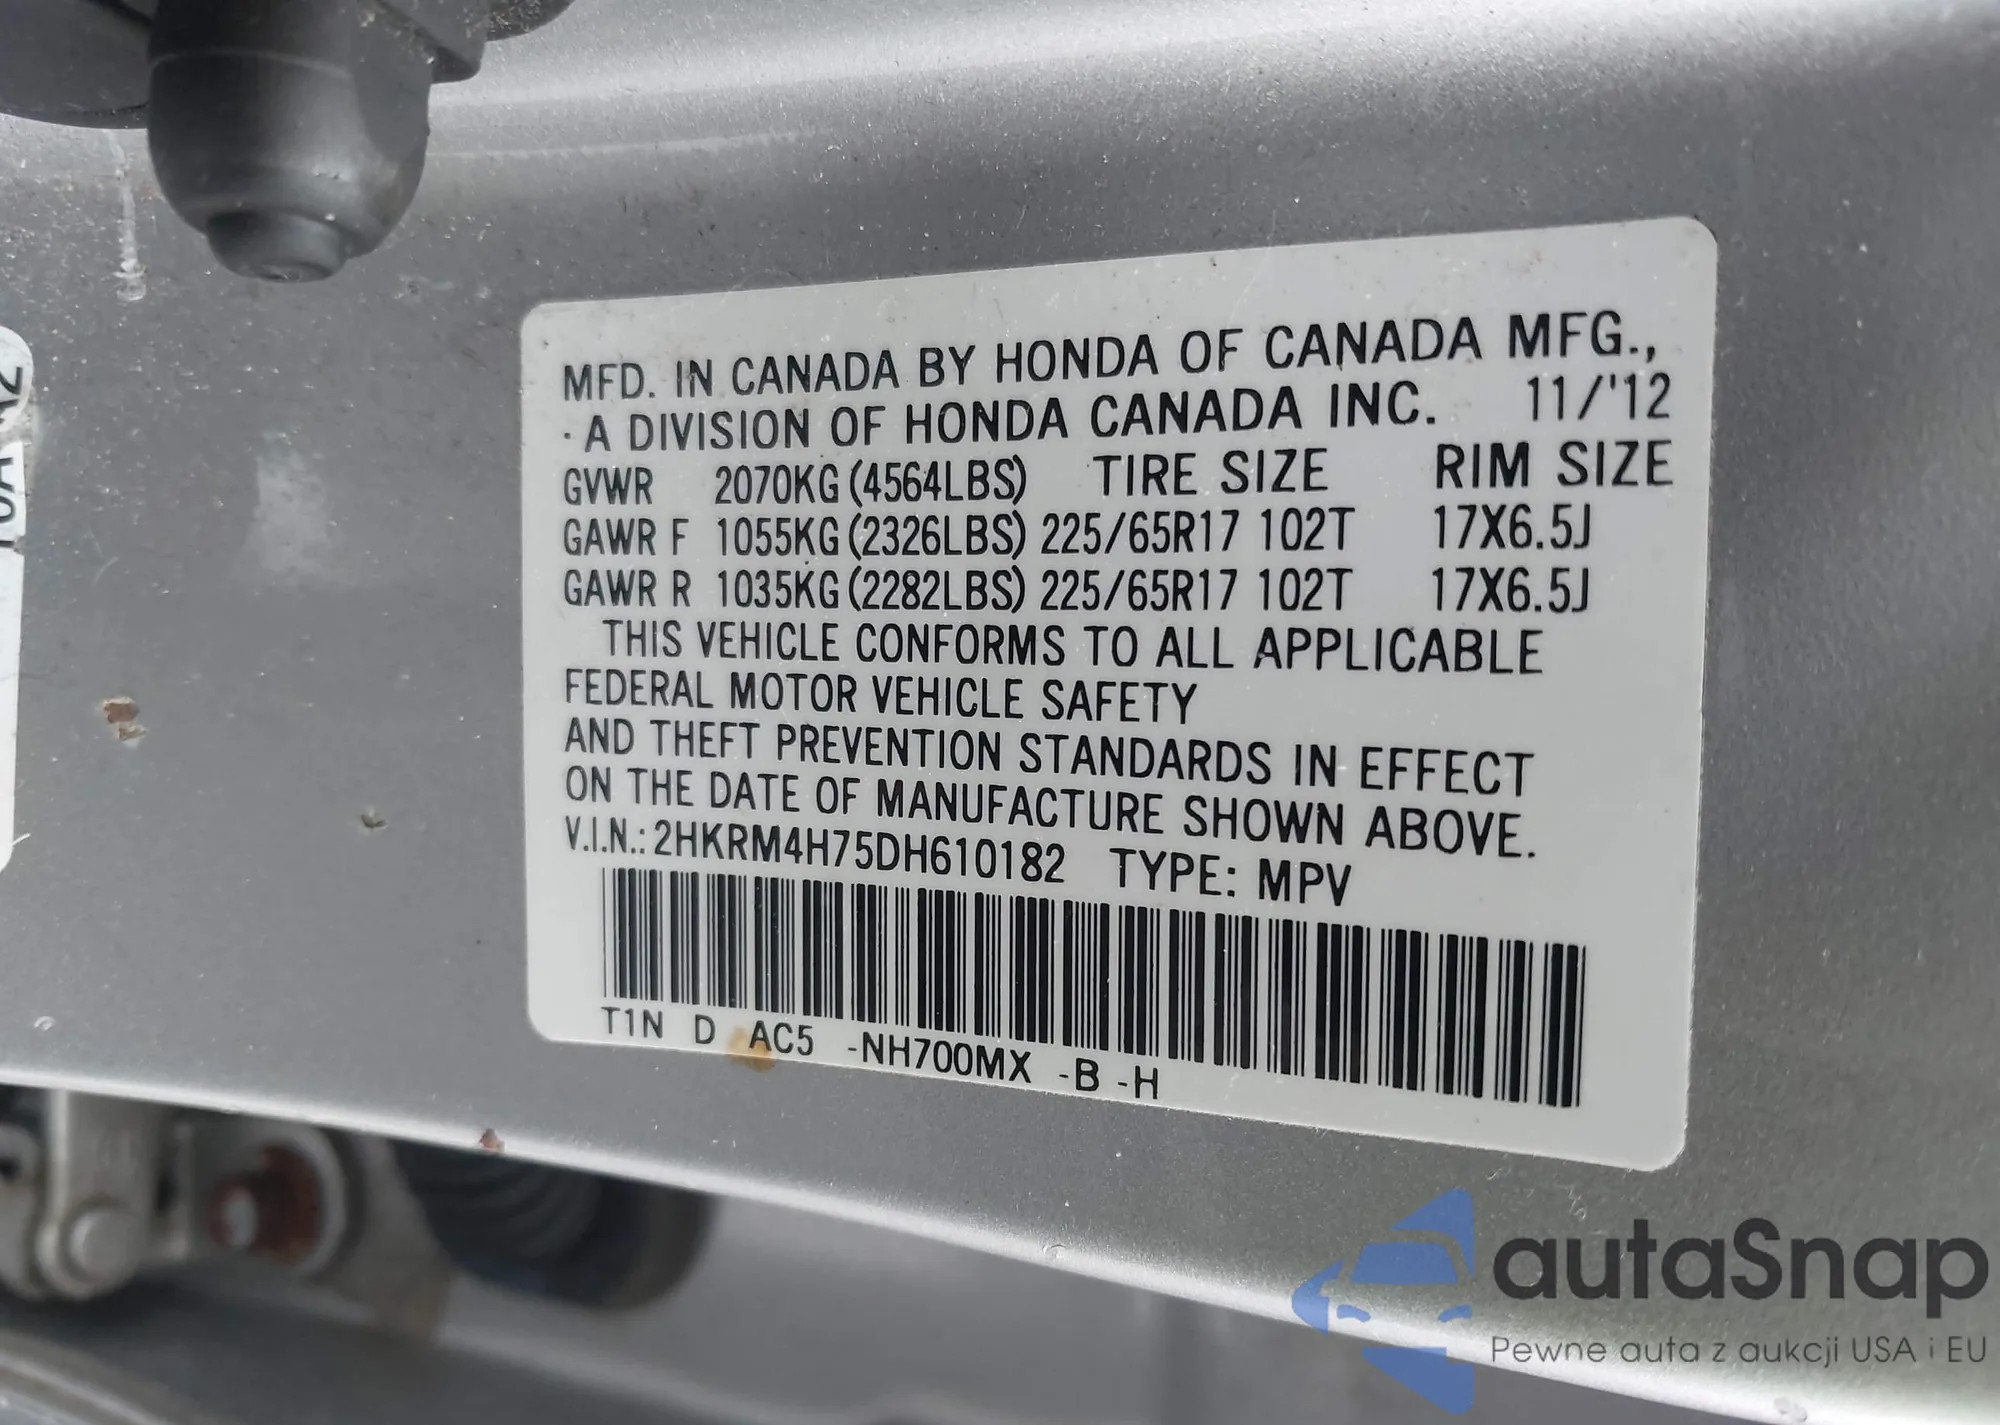 MFD. IN CANADA BY HONDA OF CANADA MFG.,
A DIVISION OF HONDA CANADA INC. 11/'12
GVWR 2070KG (4564LBS) TIRE SIZE RIM SIZE
GAWR F 1055KG (2326LBS) 225/65R17 102T 17X6.5J
GAWR R 1035KG (2282LBS) 225/65R17 102T 17X6.5J
THIS VEHICLE CONFORMS TO ALL APPLICABLE
FEDERAL MOTOR VEHICLE SAFETY
AND THEFT PREVENTION STANDARDS IN EFFECT
ON THE DATE OF MANUFACTURE SHOWN ABOVE.
V.I.N.: 2HKRM4H75DH610182 TYPE: MPV
T1N D AC5 -NH700MX -B -H
autaSnap
Pewne auta z aukcji USA i EU